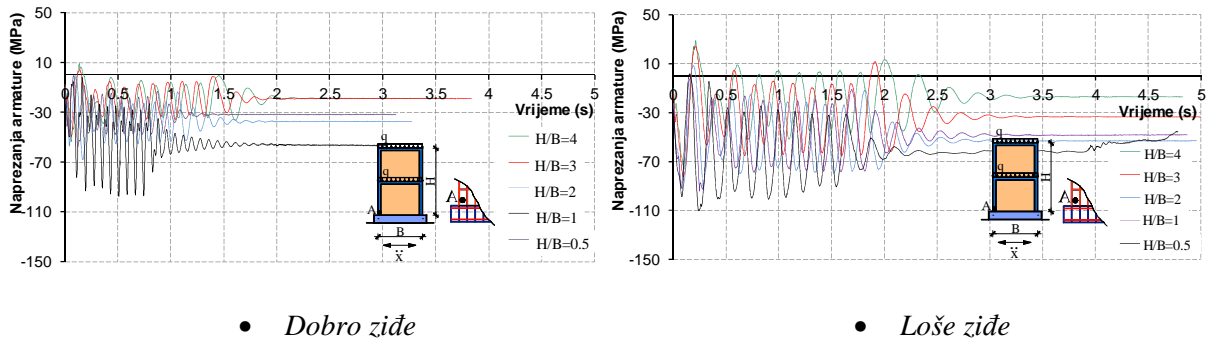 Naprezanja armature (MPa)
50
10
-30
-70
-110
-150
0 0.5 1 1.5 2 2.5 3 3.5 4 4.5 5
Vrijeme (s)
H/B=4
H/B=3
H/B=2
H/B=1
H/B=0.5
q
q
H
A
B
ẍ
A
• Dobro ziđe
Naprezanja armature (MPa)
50
10
-30
-70
-110
-150
0 0.5 1 1.5 2 2.5 3 3.5 4 4.5 5
Vrijeme (s)
H/B=4
H/B=3
H/B=2
H/B=1
H/B=0.5
q
q
H
A
B
ẍ
A
• Loše ziđe